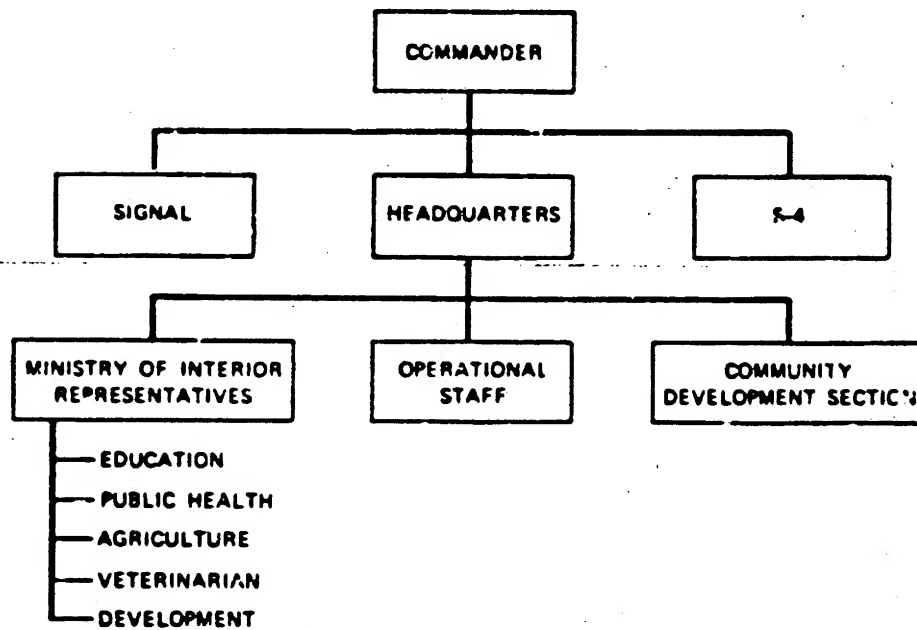 COMMANDER
SIGNAL
HEADQUARTERS
S-4
MINISTRY OF INTERIOR
REPRESENTATIVES
OPERATIONAL
STAFF
COMMUNITY
DEVELOPMENT SECTION
EDUCATION
PUBLIC HEALTH
AGRICULTURE
VETERINARIAN
DEVELOPMENT